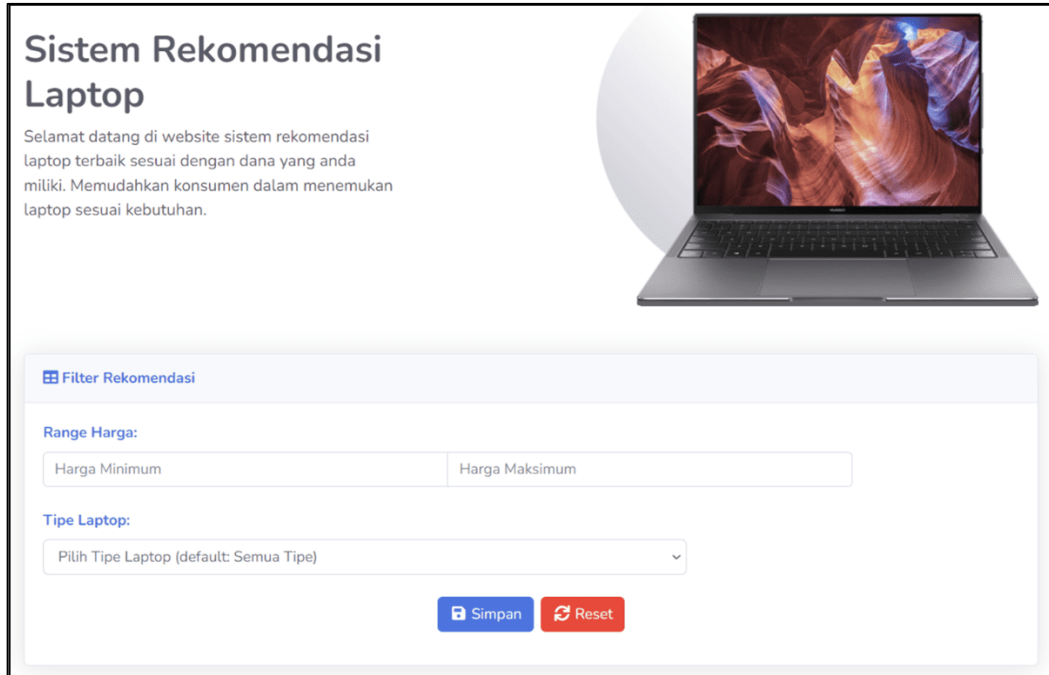 Sistem Rekomendasi
Laptop
Selamat datang di website sistem rekomendasi
laptop terbaik sesuai dengan dana yang anda
miliki. Memudahkan konsumen dalam menemukan
laptop sesuai kebutuhan.
Filter Rekomendasi
Range Harga:
Harga Minimum
Harga Maksimum
Tipe Laptop:
Pilih Tipe Laptop (default: Semua Tipe)
Simpan
Reset